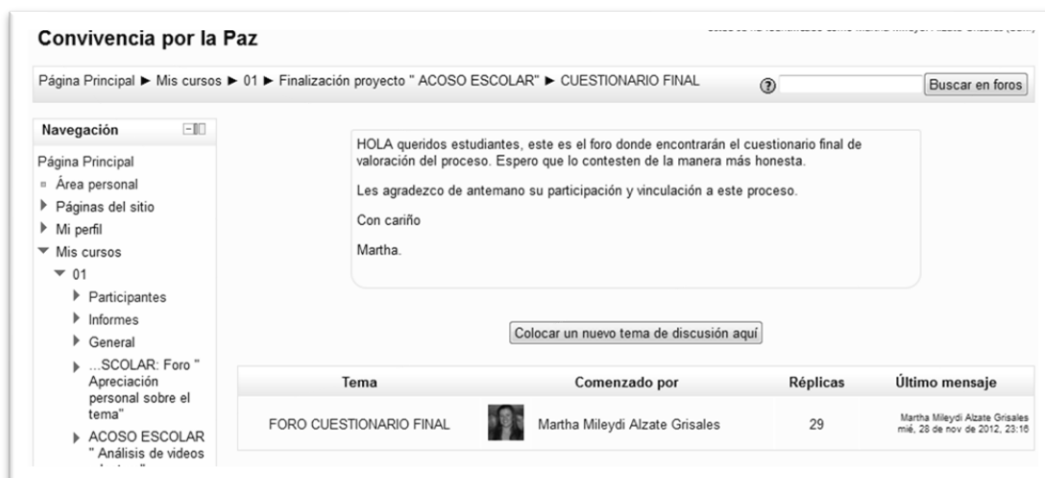 Convivencia por la Paz
Página Principal ► Mis cursos ► 01 ► Finalización proyecto " ACOSO ESCOLAR" ► CUESTIONARIO FINAL
Buscar en foros
Navegación
Página Principal
Área personal
Páginas del sitio
Mi perfil
Mis cursos
01
Participantes
Informes
General
...SCOLAR: Foro "
Apreciación
personal sobre el
tema"
ACOSO ESCOLAR
" Análisis de videos
HOLA queridos estudiantes, este es el foro donde encontrarán el cuestionario final de
valoración del proceso. Espero que lo contesten de la manera más honesta.
Les agradezco de antemano su participación y vinculación a este proceso.
Con cariño
Martha.
Colocar un nuevo tema de discusión aquí
Tema Comenzado por Réplicas Último mensaje
FORO CUESTIONARIO FINAL Martha Mileydi Alzate Grisales 29 Martha Mileydi Alzate Grisales
mié, 28 de nov de 2012, 23:16